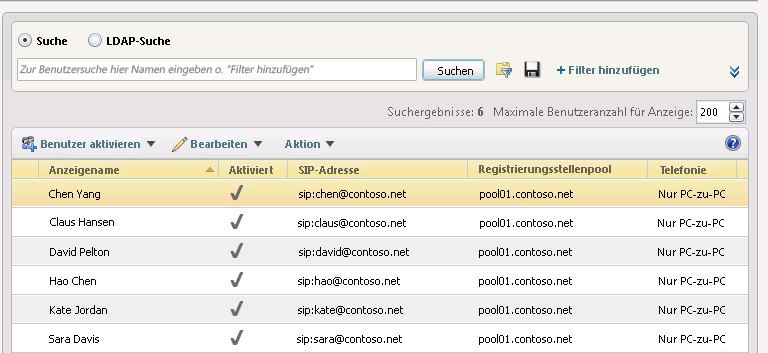 Suche LDAP-Suche
Zur Benutzersuche hier Namen eingeben o. "Filter hinzufügen" Suchen + Filter hinzufügen
Suchergebnisse: 6 Maximale Benutzeranzahl für Anzeige: 200
Benutzer aktivieren Bearbeiten Aktion ?
Anzeigename Aktiviert SIP-Adresse Registrierungsstellenpool Telefonie
Chen Yang sip:chen@contoso.net pool01.contoso.net Nur PC-zu-PC
Claus Hansen sip:claus@contoso.net pool01.contoso.net Nur PC-zu-PC
David Pelton sip:david@contoso.net pool01.contoso.net Nur PC-zu-PC
Hao Chen sip:hao@contoso.net pool01.contoso.net Nur PC-zu-PC
Kate Jordan sip:kate@contoso.net pool01.contoso.net Nur PC-zu-PC
Sara Davis sip:sara@contoso.net pool01.contoso.net Nur PC-zu-PC